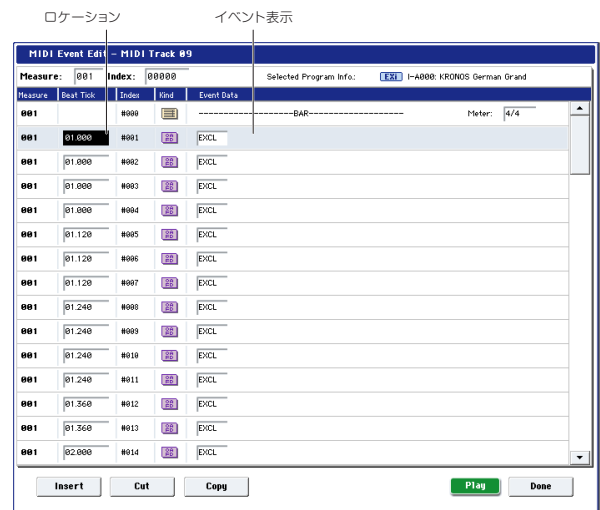 ロケーション イベント表示
MIDI Event Edit – MIDI Track 09
Measure: 001 Index: 00000 Selected Program Info.: EXi I-A000: KRONOS German Grand
Measure Beat Tick Index Kind Event Data
001 #000 --------------------BAR-------------------- Meter: 4/4
001 01.000 #001 EXCL
001 01.000 #002 EXCL
001 01.000 #003 EXCL
001 01.000 #004 EXCL
001 01.120 #005 EXCL
001 01.120 #006 EXCL
001 01.120 #007 EXCL
001 01.240 #008 EXCL
001 01.240 #009 EXCL
001 01.240 #010 EXCL
001 01.240 #011 EXCL
001 01.360 #012 EXCL
001 01.360 #013 EXCL
001 02.000 #014 EXCL
Insert Cut Copy Play Done